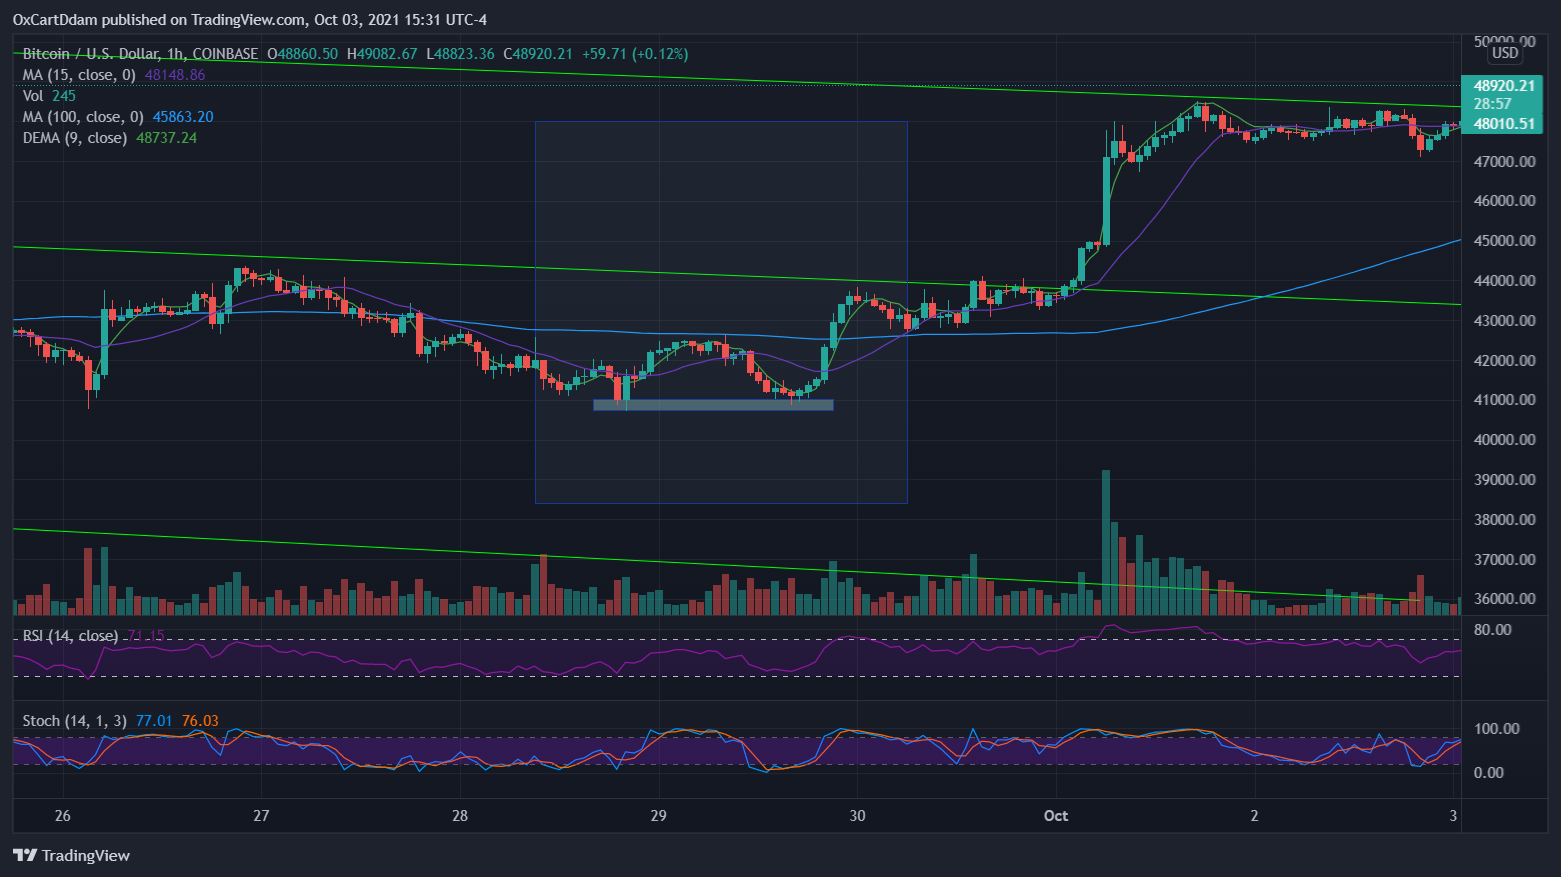 OxCartDdam published on TradingView.com, Oct 03, 2021 15:31 UTC-4
Bitcoin / U.S. Dollar, 1h, COINBASE O48860.50 H49082.67 L48823.36 C48920.21 +59.71 (+0.12%)
MA (15, close, 0) 48148.86
Vol 245
MA (100, close, 0) 45863.20
DEMA (9, close) 48737.24
50000.00
USD
48920.21
28:57
48010.51
47000.00
46000.00
45000.00
44000.00
43000.00
42000.00
41000.00
40000.00
39000.00
38000.00
37000.00
36000.00
RSI (14, close) 71.15
80.00
Stoch (14, 1, 3) 77.01 76.03
100.00
0.00
26 27 28 29 30 Oct 2 3
TradingView